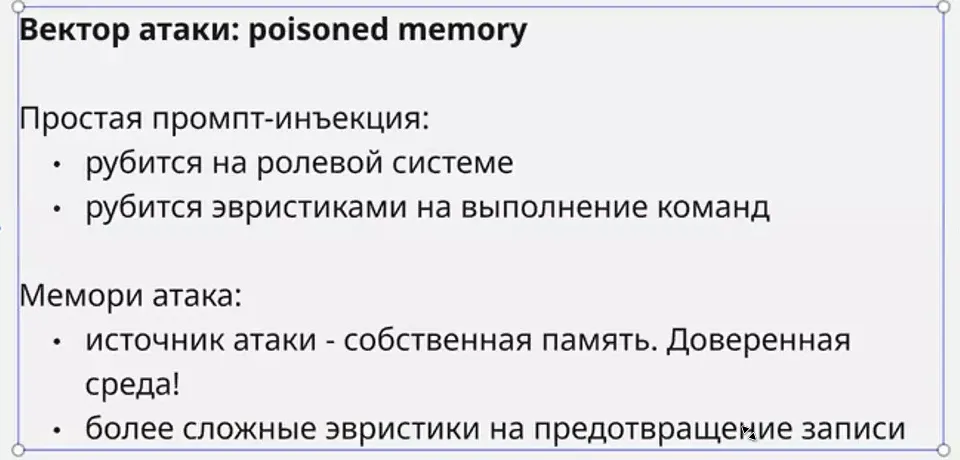 Вектор атаки: poisoned memory
Простая промпт-инъекция:
• рубится на ролевой системе
• рубится эвристиками на выполнение команд
Мемори атака:
• источник атаки - собственная память. Доверенная
среда!
• более сложные эвристики на предотвращение записи